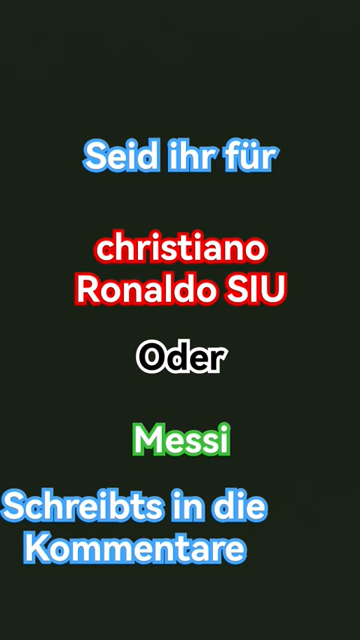 Seid ihr für
christiano
Ronaldo SIU
Oder
Messi
Schreibts in die
Kommentare